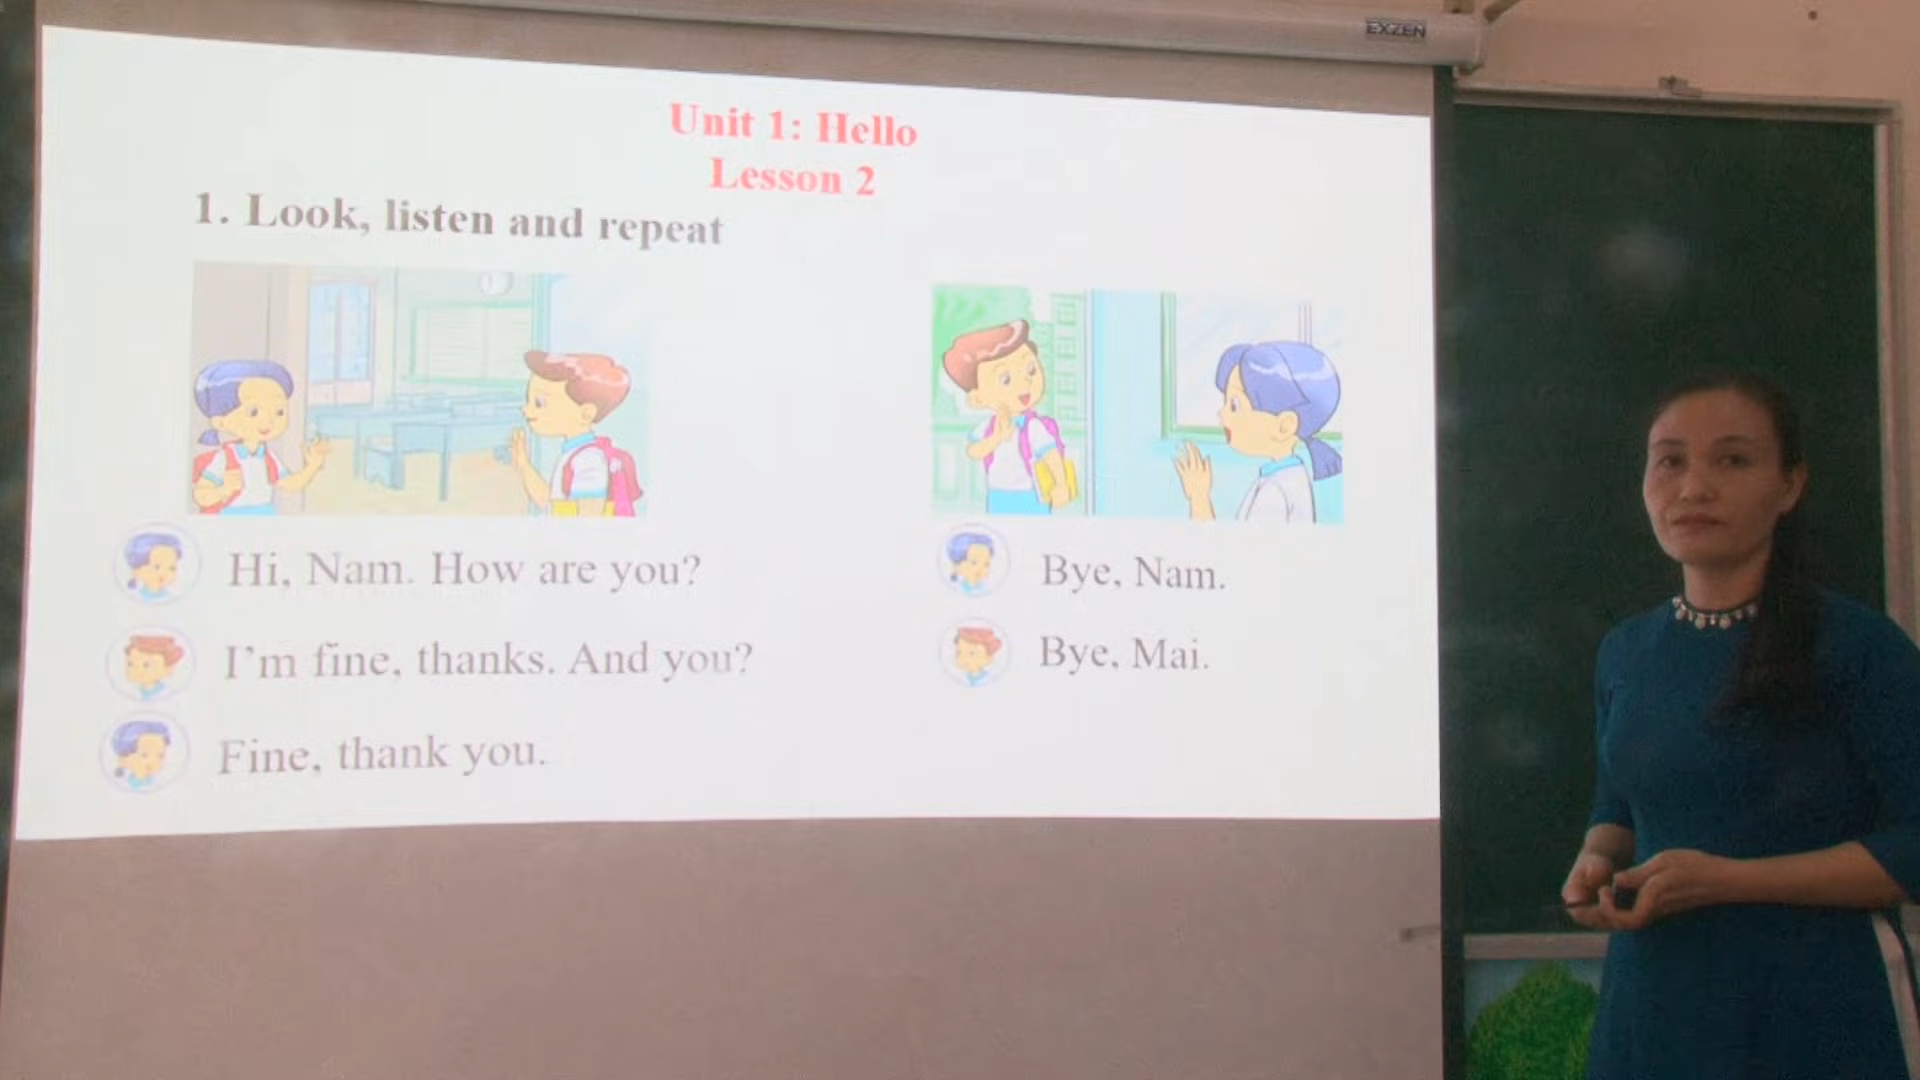 EXZEN
Unit 1: Hello
Lesson 2
1. Look, listen and repeat
Hi, Nam. How are you?
I'm fine, thanks. And you?
Fine, thank you.
Bye, Nam.
Bye, Mai.